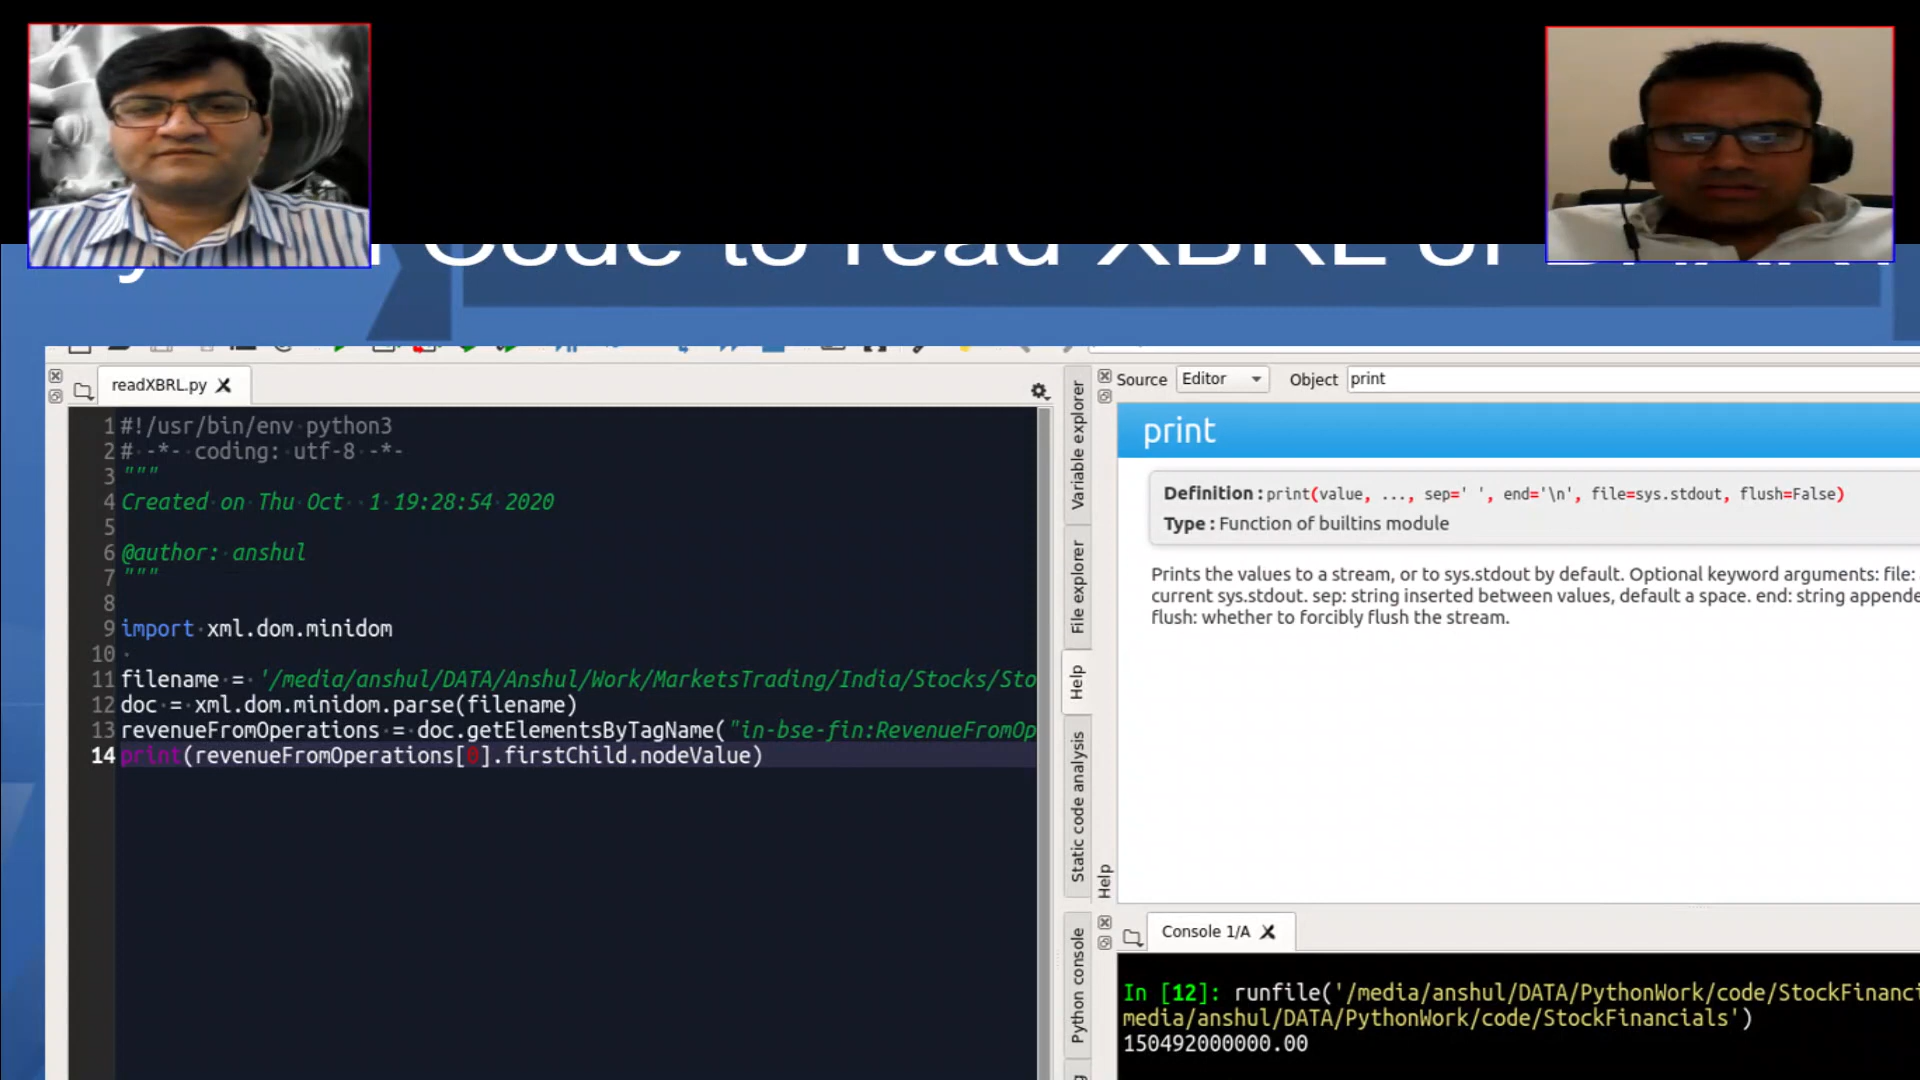 Code to read XBRL of
readXBRL.py
1 #!/usr/bin/env python3
2 # -*- coding: utf-8 -*-
3 """
4 Created on Thu Oct  1 19:28:54 2020
5
6 @author: anshul
7 """
8
9 import xml.dom.minidom
10
11 filename = '/media/anshul/DATA/Anshul/Work/MarketsTrading/India/Stocks/Sto
12 doc = xml.dom.minidom.parse(filename)
13 revenueFromOperations = doc.getElementsByTagName("in-bse-fin:RevenueFromOp
14 print(revenueFromOperations[0].firstChild.nodeValue)
Variable explorer
File explorer
Help
Static code analysis
Source Editor Object print
print
Definition : print(value, ..., sep=' ', end='\n', file=sys.stdout, flush=False)
Type : Function of builtins module
Prints the values to a stream, or to sys.stdout by default. Optional keyword arguments: file:
current sys.stdout. sep: string inserted between values, default a space. end: string appende
flush: whether to forcibly flush the stream.
Help
Python console
Console 1/A
In [12]: runfile('/media/anshul/DATA/PythonWork/code/StockFinanci
media/anshul/DATA/PythonWork/code/StockFinancials')
150492000000.00